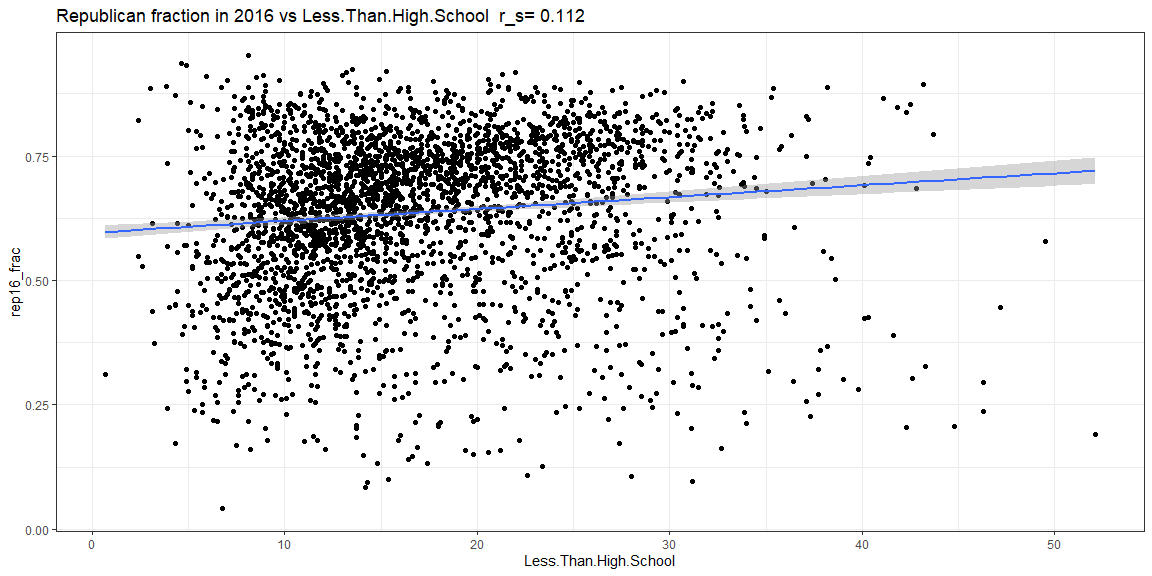 Republican fraction in 2016 vs Less.Than.High.School  r_s= 0.112
rep16_frac
0.75
0.50
0.25
0.00
0 10 20 30 40 50
Less.Than.High.School